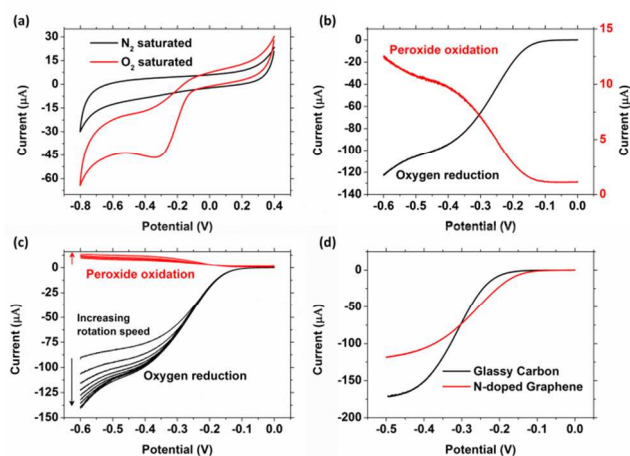 (a)
N2 saturated
O2 saturated
30
15
0
-15
-30
-45
-60
Current (µA)
-0.8 -0.6 -0.4 -0.2 0.0 0.2 0.4
Potential (V)
(b)
Peroxide oxidation
Oxygen reduction
0
-20
-40
-60
-80
-100
-120
-140
Current (µA)
15
10
5
0
Current (µA)
-0.6 -0.5 -0.4 -0.3 -0.2 -0.1 0.0
Potential (V)
(c)
Peroxide oxidation
Increasing
rotation speed
Oxygen reduction
25
0
-25
-50
-75
-100
-125
-150
Current (µA)
-0.6 -0.5 -0.4 -0.3 -0.2 -0.1 0.0
Potential (V)
(d)
Glassy Carbon
N-doped Graphene
50
0
-50
-100
-150
-200
Current (µA)
-0.5 -0.4 -0.3 -0.2 -0.1 0.0
Potential (V)